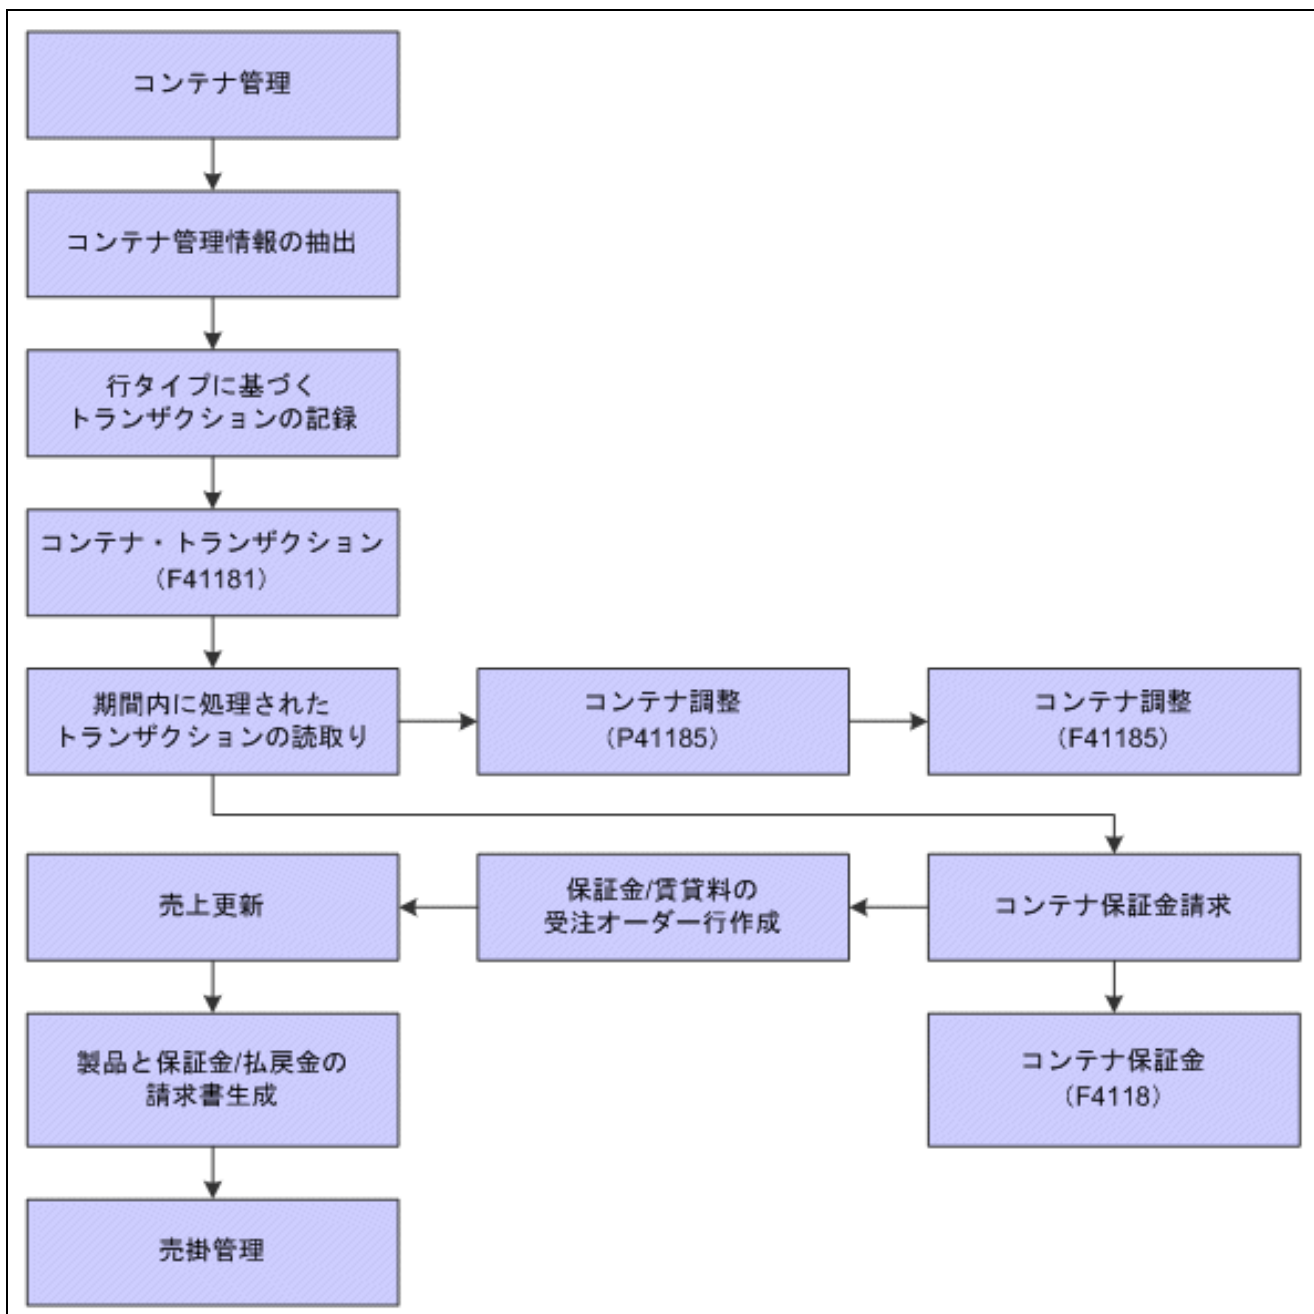 コンテナ管理
コンテナ管理情報の抽出
行タイプに基づく
トランザクションの記録
コンテナ・トランザクション
（F41181）
期間内に処理された
トランザクションの読取り
コンテナ調整
（P41185）
コンテナ調整
（F41185）
売上更新
保証金/賃貸料の
受注オーダー行作成
コンテナ保証金請求
製品と保証金/払戻金の
請求書生成
コンテナ保証金
（F4118）
売掛管理